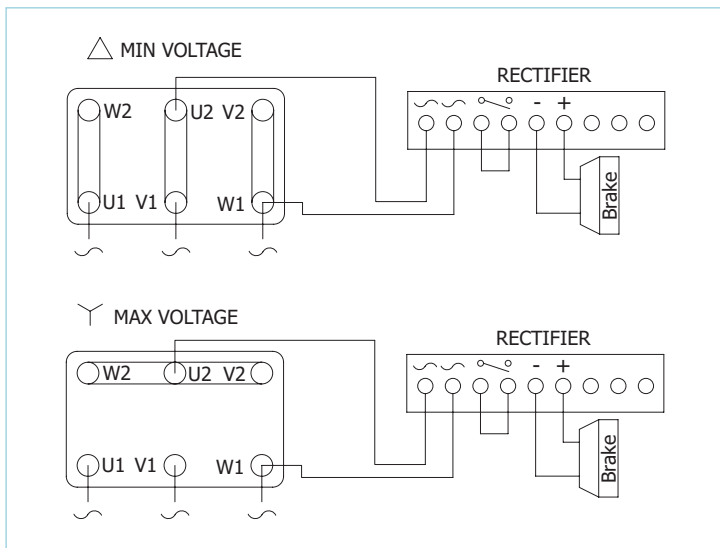 MIN VOLTAGE
RECTIFIER
W2 U2 V2
- +
U1 V1 W1
Brake
MAX VOLTAGE
RECTIFIER
W2 U2 V2
- +
U1 V1 W1
Brake